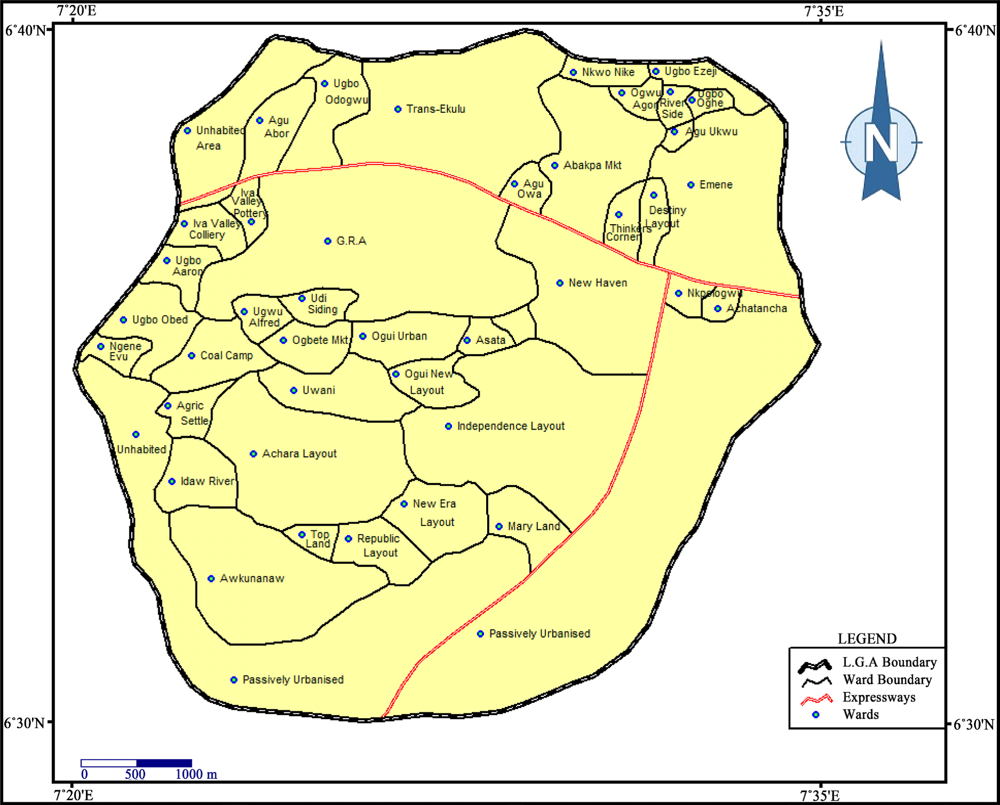 7°20'E
7°35'E
6°40'N
6°40'N
Nkwo Nike
Ugbo Ezeji
Ugbo
Odogwu
Ogwu
Agor
River
Side
Ugbo
Oghe
Trans-Ekulu
Agu
Abor
Unhabited
Area
Agu Ukwu
N
Abakpa Mkt
Agu
Owa
Emene
Iva
Valley
Pottery
Destiny
Layout
Thinkers
Corner
Iva Valley
Colliery
G.R.A
Ugbo
Aaron
New Haven
Nkpologwu
Achatancha
Udi
Siding
Ugwu
Alfred
Ugbo Obed
Ogbete Mkt
Ogui Urban
Asata
Ngene
Evu
Coal Camp
Ogui New
Layout
Uwani
Agric
Settle
Independence Layout
Unhabited
Achara Layout
Idaw River
New Era
Layout
Mary Land
Top
Land
Republic
Layout
Awkunanaw
Passively Urbanised
Passively Urbanised
LEGEND
L.G.A Boundary
Ward Boundary
Expressways
Wards
6°30'N
6°30'N
0 500 1000 m
7°20'E
7°35'E